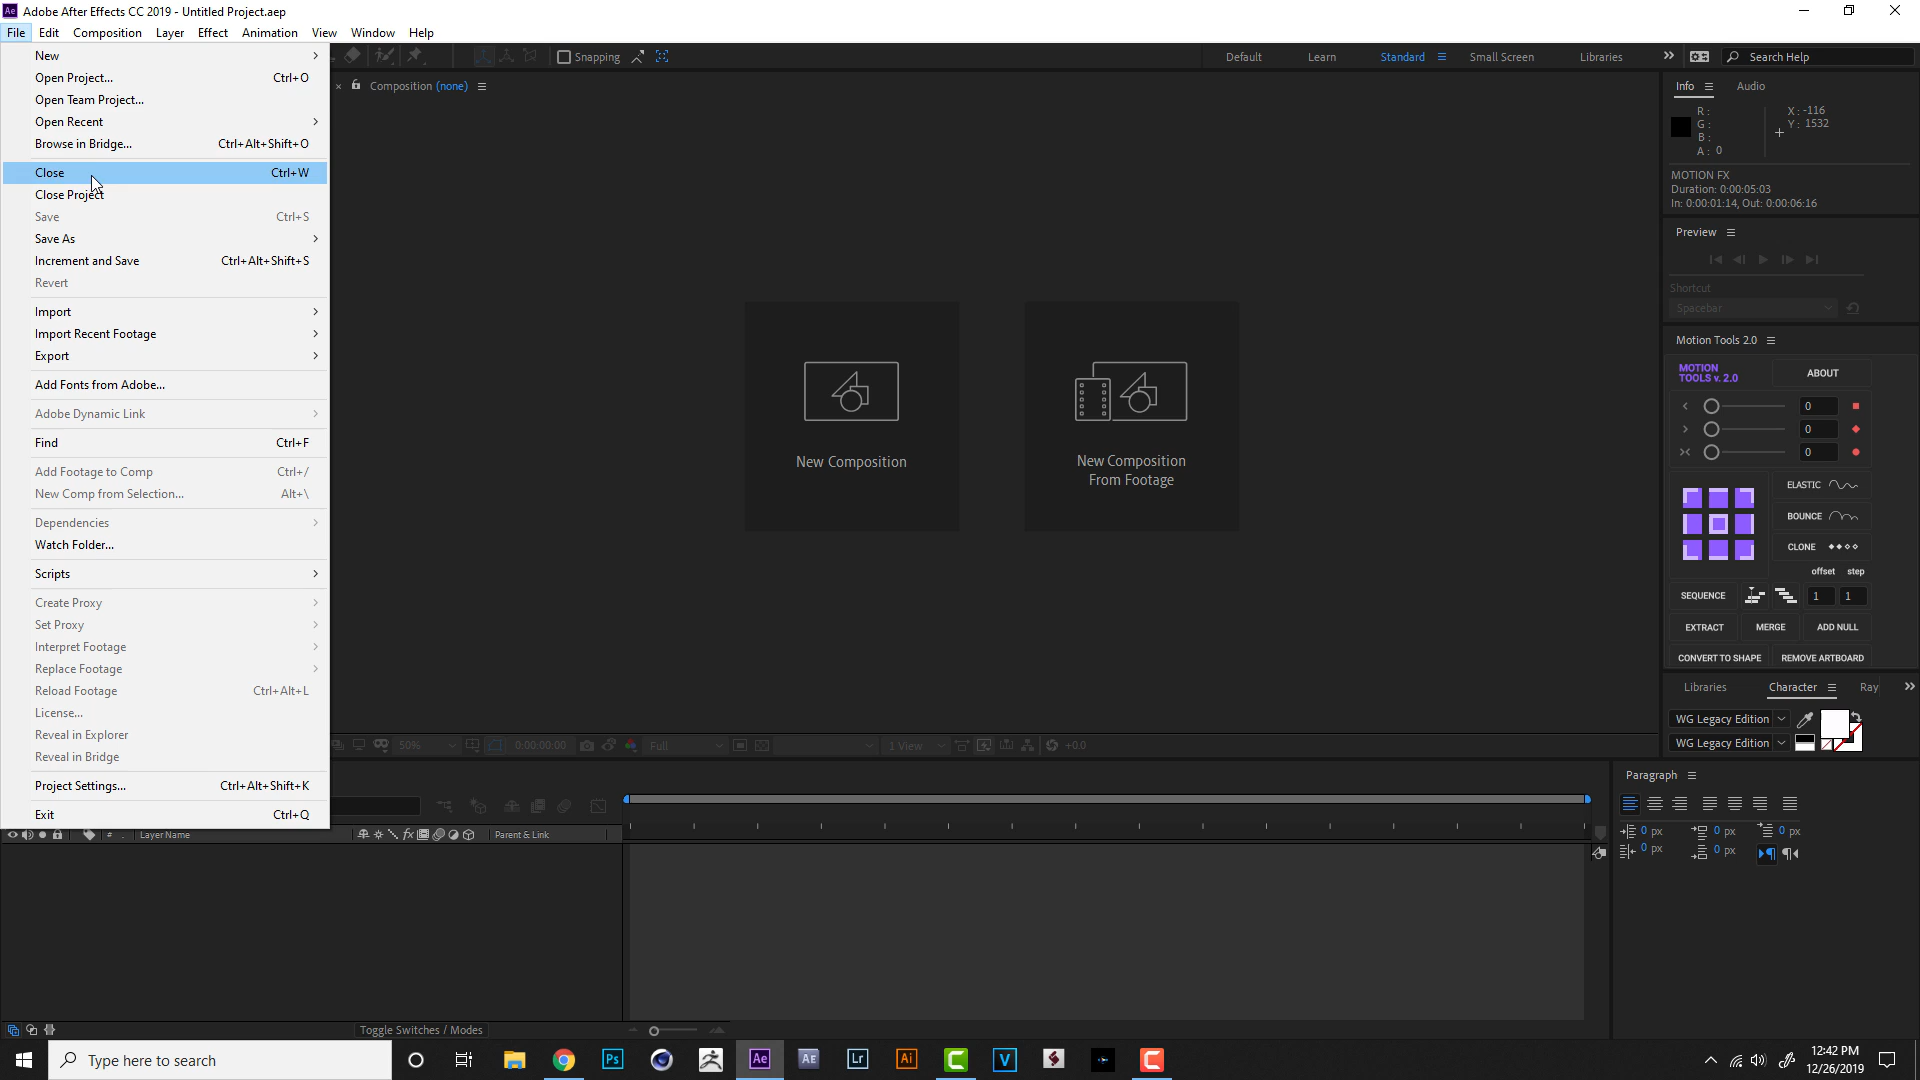 Adobe After Effects CC 2019 - Untitled Project.aep
File Edit Composition Layer Effect Animation View Window Help
New
Open Project... Ctrl+O
Open Team Project...
Open Recent
Browse in Bridge... Ctrl+Alt+Shift+O
Close Ctrl+W
Close Project
Save Ctrl+S
Save As
Increment and Save Ctrl+Alt+Shift+S
Revert
Import
Import Recent Footage
Export
Add Fonts from Adobe...
Adobe Dynamic Link
Find Ctrl+F
Add Footage to Comp Ctrl+/
New Comp from Selection... Alt+\
Dependencies
Watch Folder...
Scripts
Create Proxy
Set Proxy
Interpret Footage
Replace Footage
Reload Footage Ctrl+Alt+L
License...
Reveal in Explorer
Reveal in Bridge
Project Settings... Ctrl+Alt+Shift+K
Exit Ctrl+Q
Snapping
Default Learn Standard Small Screen Libraries Search Help
Composition (none)
New Composition
New Composition
From Footage
50% 0:00:00:00 Full 1 View +0.0
Info Audio
R: X: -116
G: Y: 1532
B:
A: 0
MOTION FX
Duration: 0:00:05:03
In: 0:00:01:14, Out: 0:00:06:16
Preview
Shortcut
Spacebar
Motion Tools 2.0
MOTION
TOOLS v. 2.0
ABOUT
0
0
0
ELASTIC
BOUNCE
CLONE
offset step
SEQUENCE 1 1
EXTRACT MERGE ADD NULL
CONVERT TO SHAPE REMOVE ARTBOARD
Libraries Character Ray
WG Legacy Edition
WG Legacy Edition
Paragraph
0 px 0 px 0 px
0 px 0 px
# . Layer Name Parent & Link
Toggle Switches / Modes
Type here to search
Ps Ae AE Lr Ai V
12:42 PM
12/26/2019